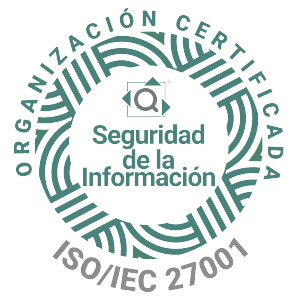 ORGANIZACIÓN CERTIFICADA
Seguridad
de la
Información
ISO/IEC 27001